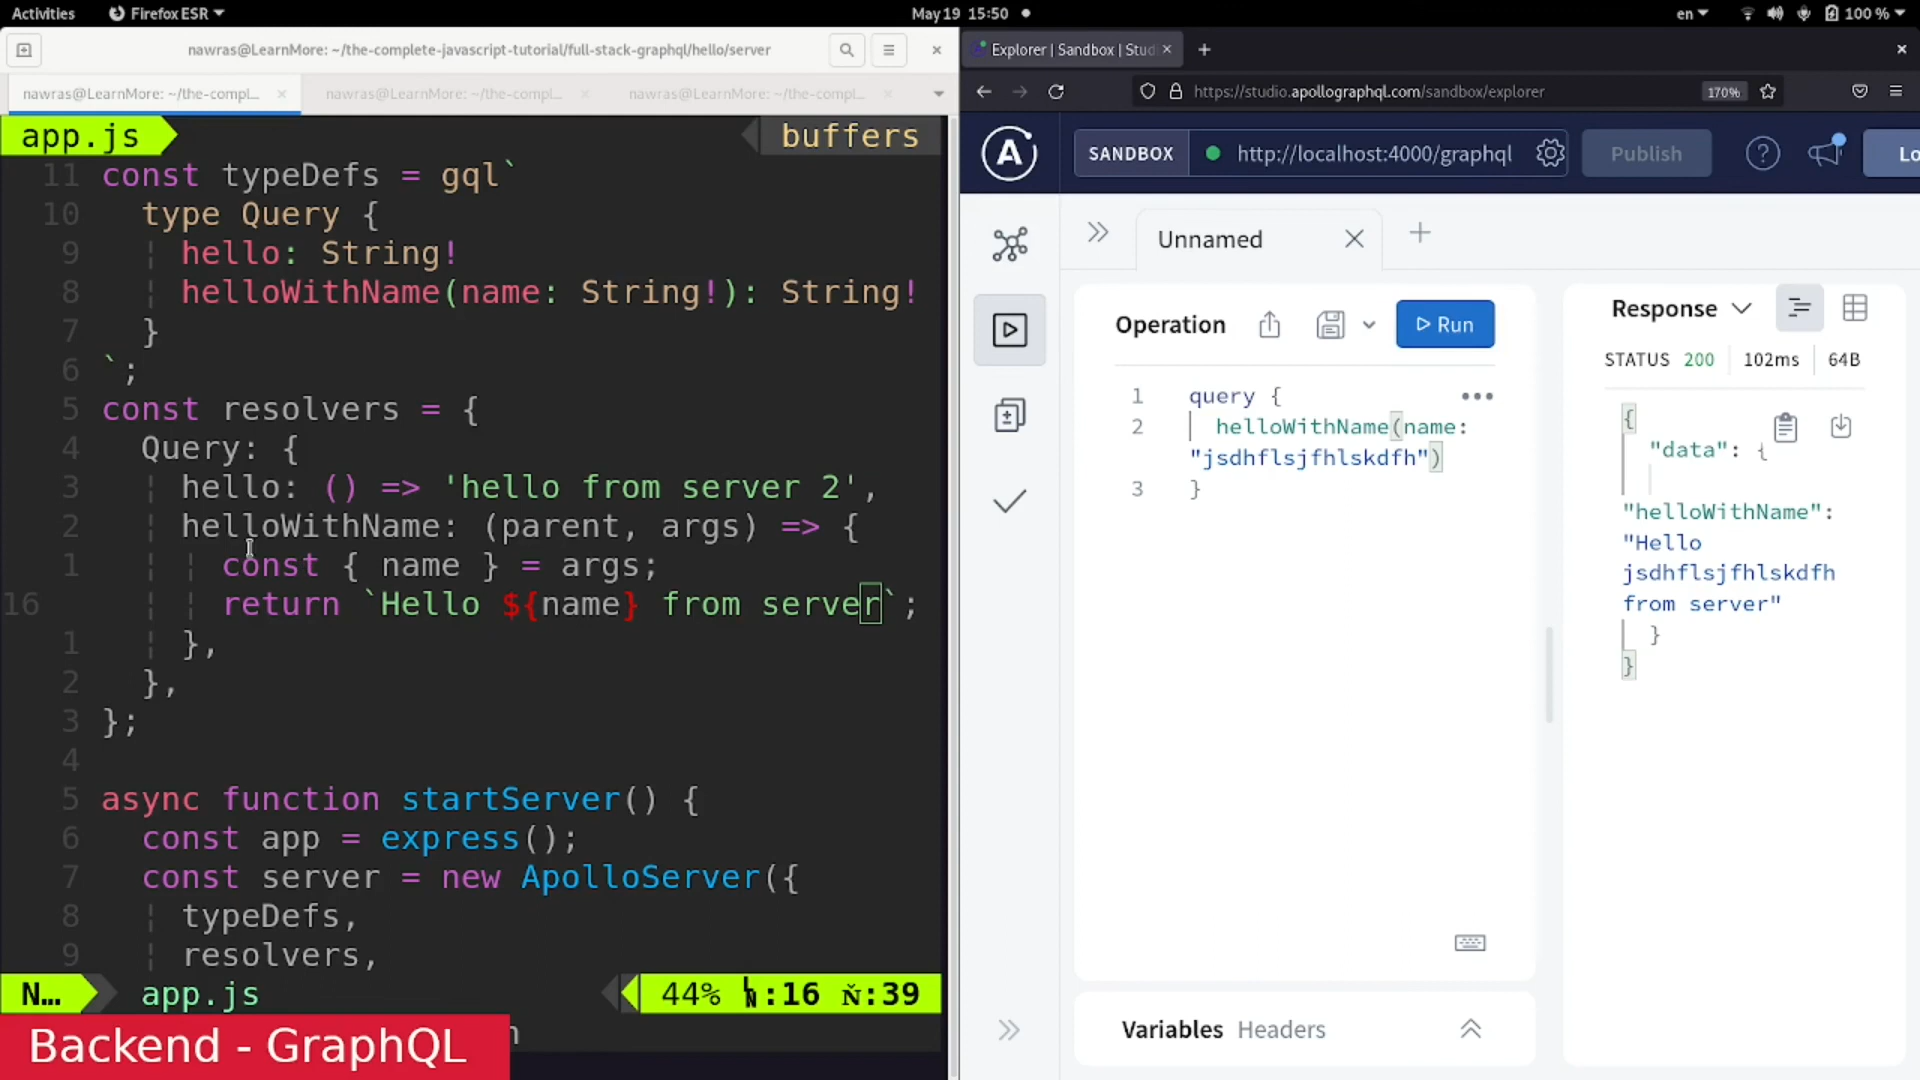 Activities
Firefox ESR
May 19 15:50
en
100 %
nawras@LearnMore: ~/the-complete-javascript-tutorial/full-stack-graphql/hello/server
nawras@LearnMore: ~/the-compl...
nawras@LearnMore: ~/the-compl...
nawras@LearnMore: ~/the-compl...
app.js
buffers
11 const typeDefs = gql`
10 type Query {
9 hello: String!
8 helloWithName(name: String!): String!
7 }
6 `;
5 const resolvers = {
4 Query: {
3 hello: () => 'hello from server 2',
2 helloWithName: (parent, args) => {
1 const { name } = args;
16 return `Hello ${name} from server`;
1 },
2 },
3 };
4
5 async function startServer() {
6 const app = express();
7 const server = new ApolloServer({
8 typeDefs,
9 resolvers,
N...
app.js
44% :16 :39
Backend - GraphQL
Explorer | Sandbox | Stud
https://studio.apollographql.com/sandbox/explorer
170%
A
SANDBOX
http://localhost:4000/graphql
Publish
?
Lo
Unnamed
Operation
Run
1 query {
2 helloWithName(name:
"jsdhflsjfhlskdfh")
3 }
Variables
Headers
Response
STATUS 200
102ms
64B
{
"data": {
"helloWithName":
"Hello
jsdhflsjfhlskdfh
from server"
}
}